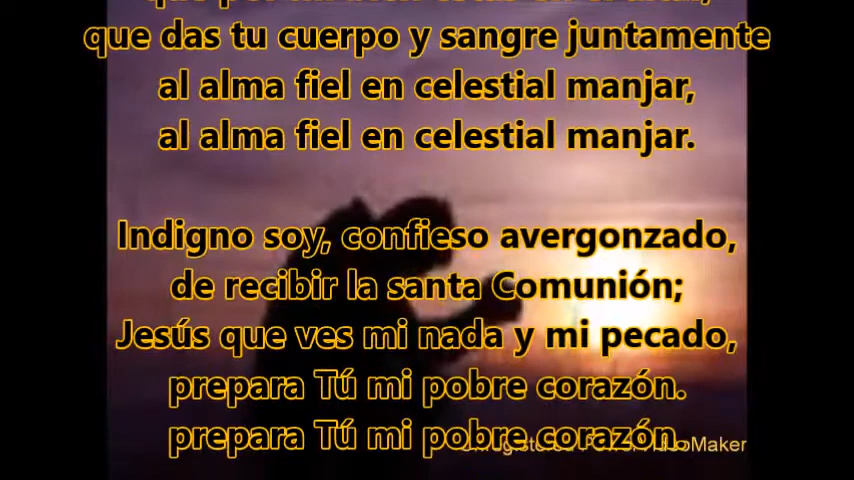 que das tu cuerpo y sangre juntamente
al alma fiel en celestial manjar,
al alma fiel en celestial manjar.
Indigno soy, confieso avergonzado,
de recibir la santa Comunión;
Jesús que ves mi nada y mi pecado,
prepara Tú mi pobre corazón.
prepara Tú mi pobre corazón.